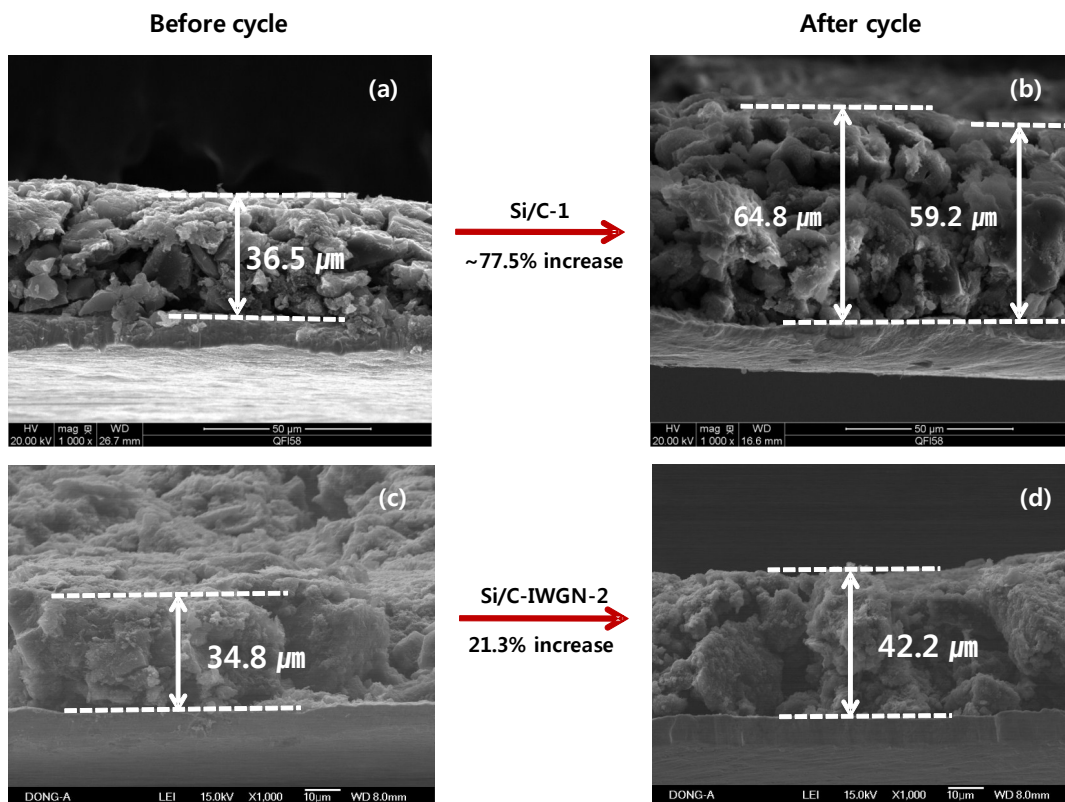 Before cycle
After cycle
(a)
36.5 ㎛
HV mag WD 50 µm
20.00 kV 1 000 x 26.7 mm QFI58
Si/C-1
~77.5% increase
(b)
64.8 ㎛
59.2 ㎛
HV mag WD 50 µm
20.00 kV 1 000 x 16.6 mm QFI58
(c)
34.8 ㎛
DONG-A LEI 15.0kV X1,000 10µm WD 8.0mm
Si/C-IWGN-2
21.3% increase
(d)
42.2 ㎛
DONG-A LEI 15.0kV X1,000 10µm WD 8.0mm